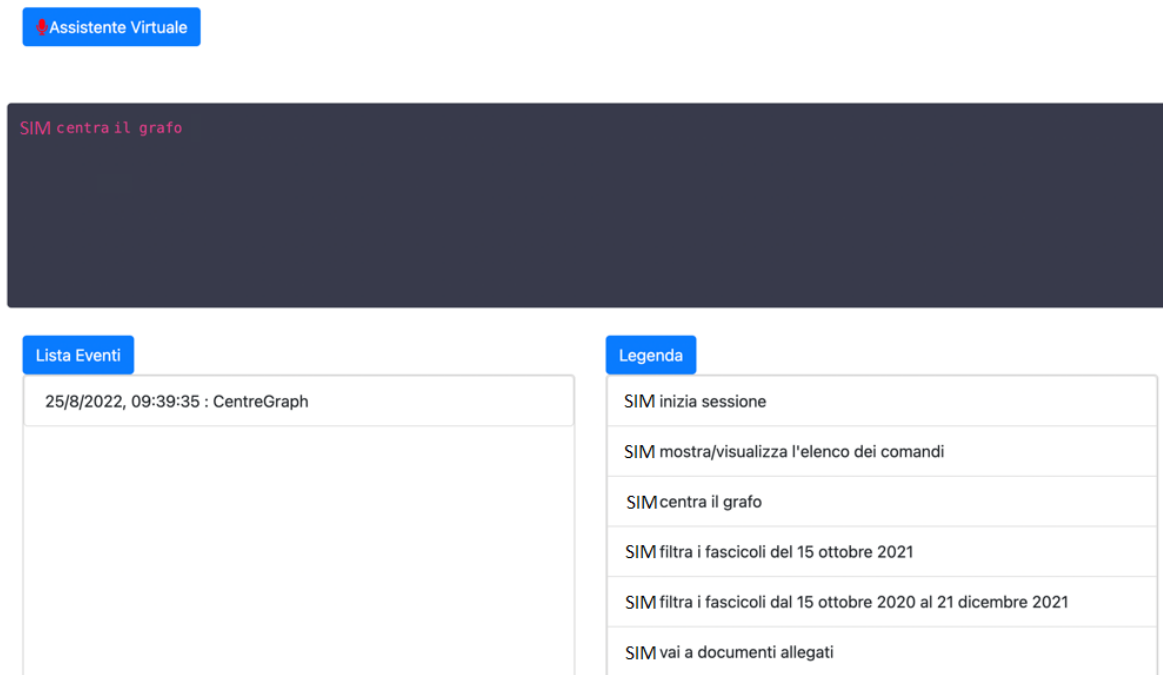 Assistente Virtuale
SIM centra il grafo
Lista Eventi
25/8/2022, 09:39:35 : CentreGraph
Legenda
SIM inizia sessione
SIM mostra/visualizza l'elenco dei comandi
SIM centra il grafo
SIM filtra i fascicoli del 15 ottobre 2021
SIM filtra i fascicoli dal 15 ottobre 2020 al 21 dicembre 2021
SIM vai a documenti allegati